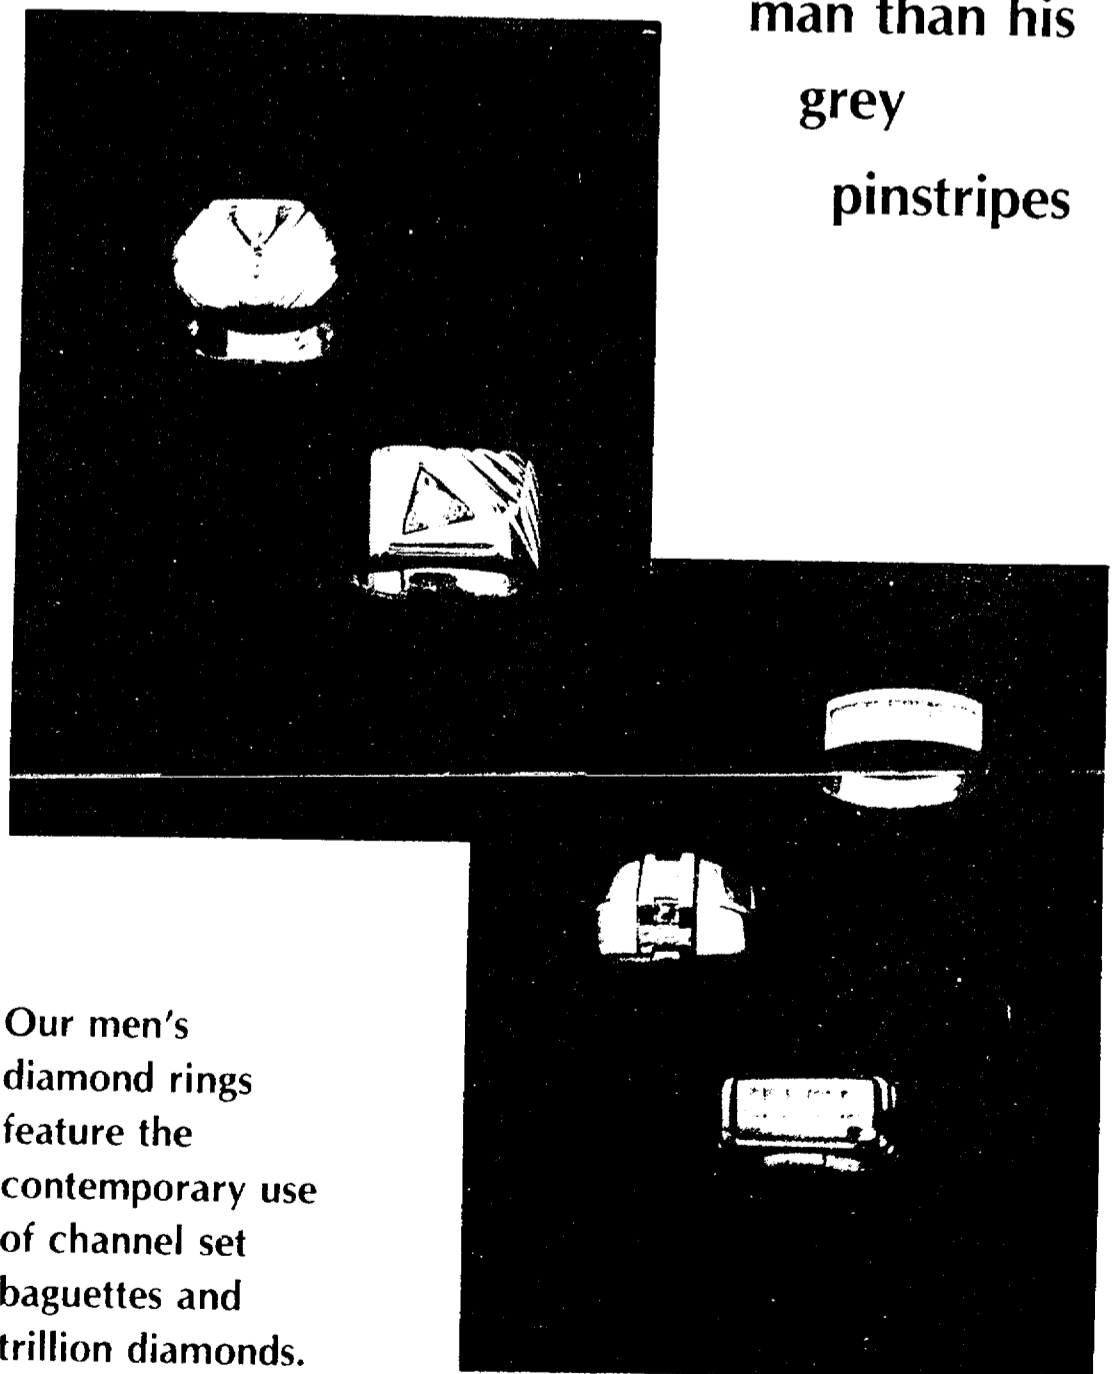 man than his
grey
pinstripes
Our men's
diamond rings
feature the
contemporary use
of channel set
baguettes and
trillion diamonds.